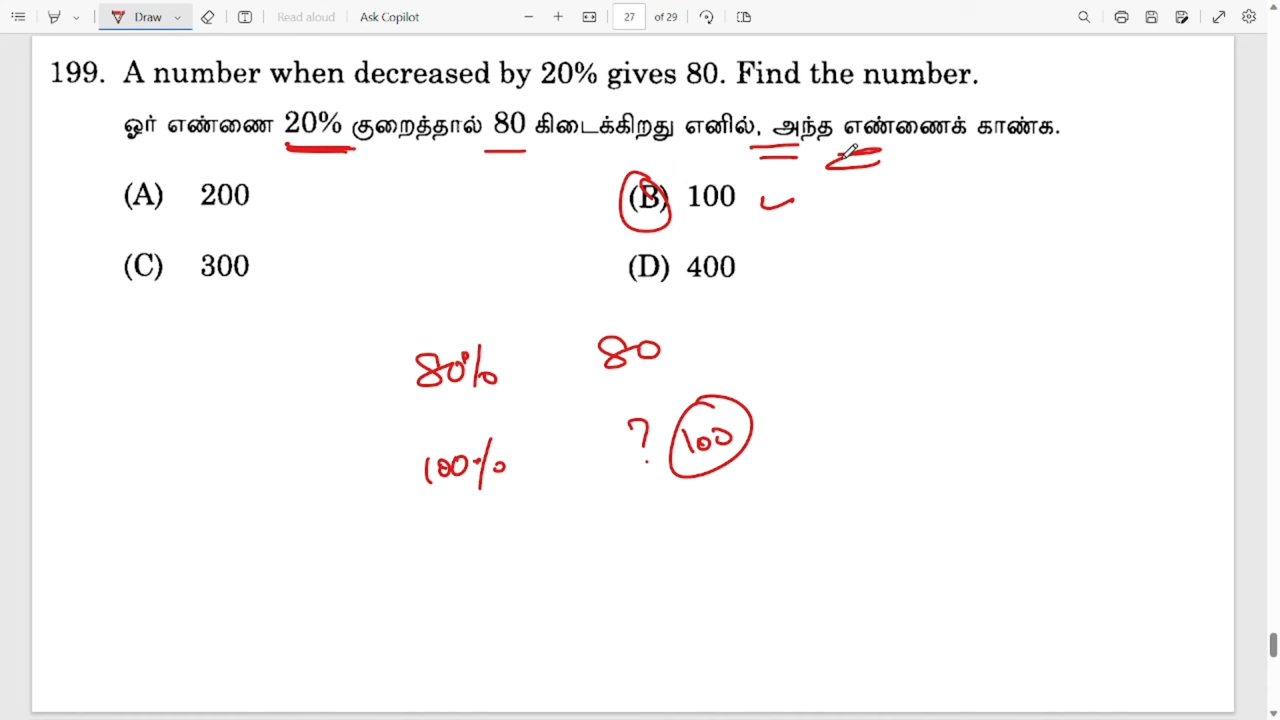 Draw
Read aloud
Ask Copilot
27
of 29
199. A number when decreased by 20% gives 80. Find the number.
ஓர் எண்ணை 20% குறைத்தால் 80 கிடைக்கிறது எனில், அந்த எண்ணைக் காண்க.
(A) 200
(B) 100
(C) 300
(D) 400
80% 80
100% ? 100